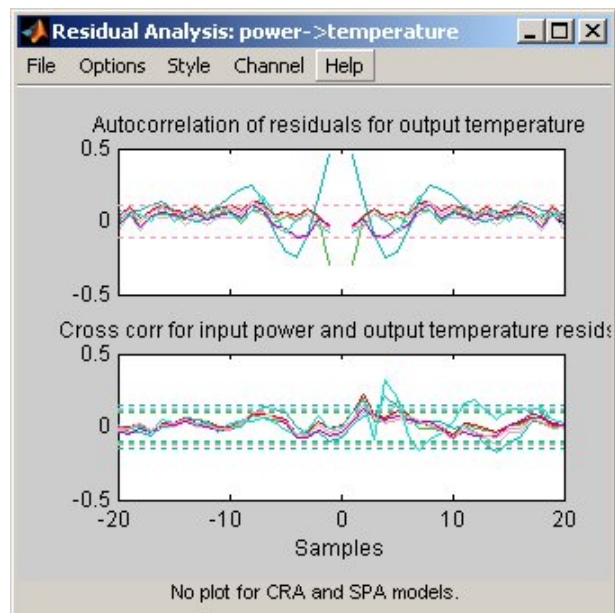 Residual Analysis: power->temperature
File Options Style Channel Help
Autocorrelation of residuals for output temperature
0.5
0
-0.5
Cross corr for input power and output temperature resids
0.5
0
-0.5
-20 -10 0 10 20
Samples
No plot for CRA and SPA models.